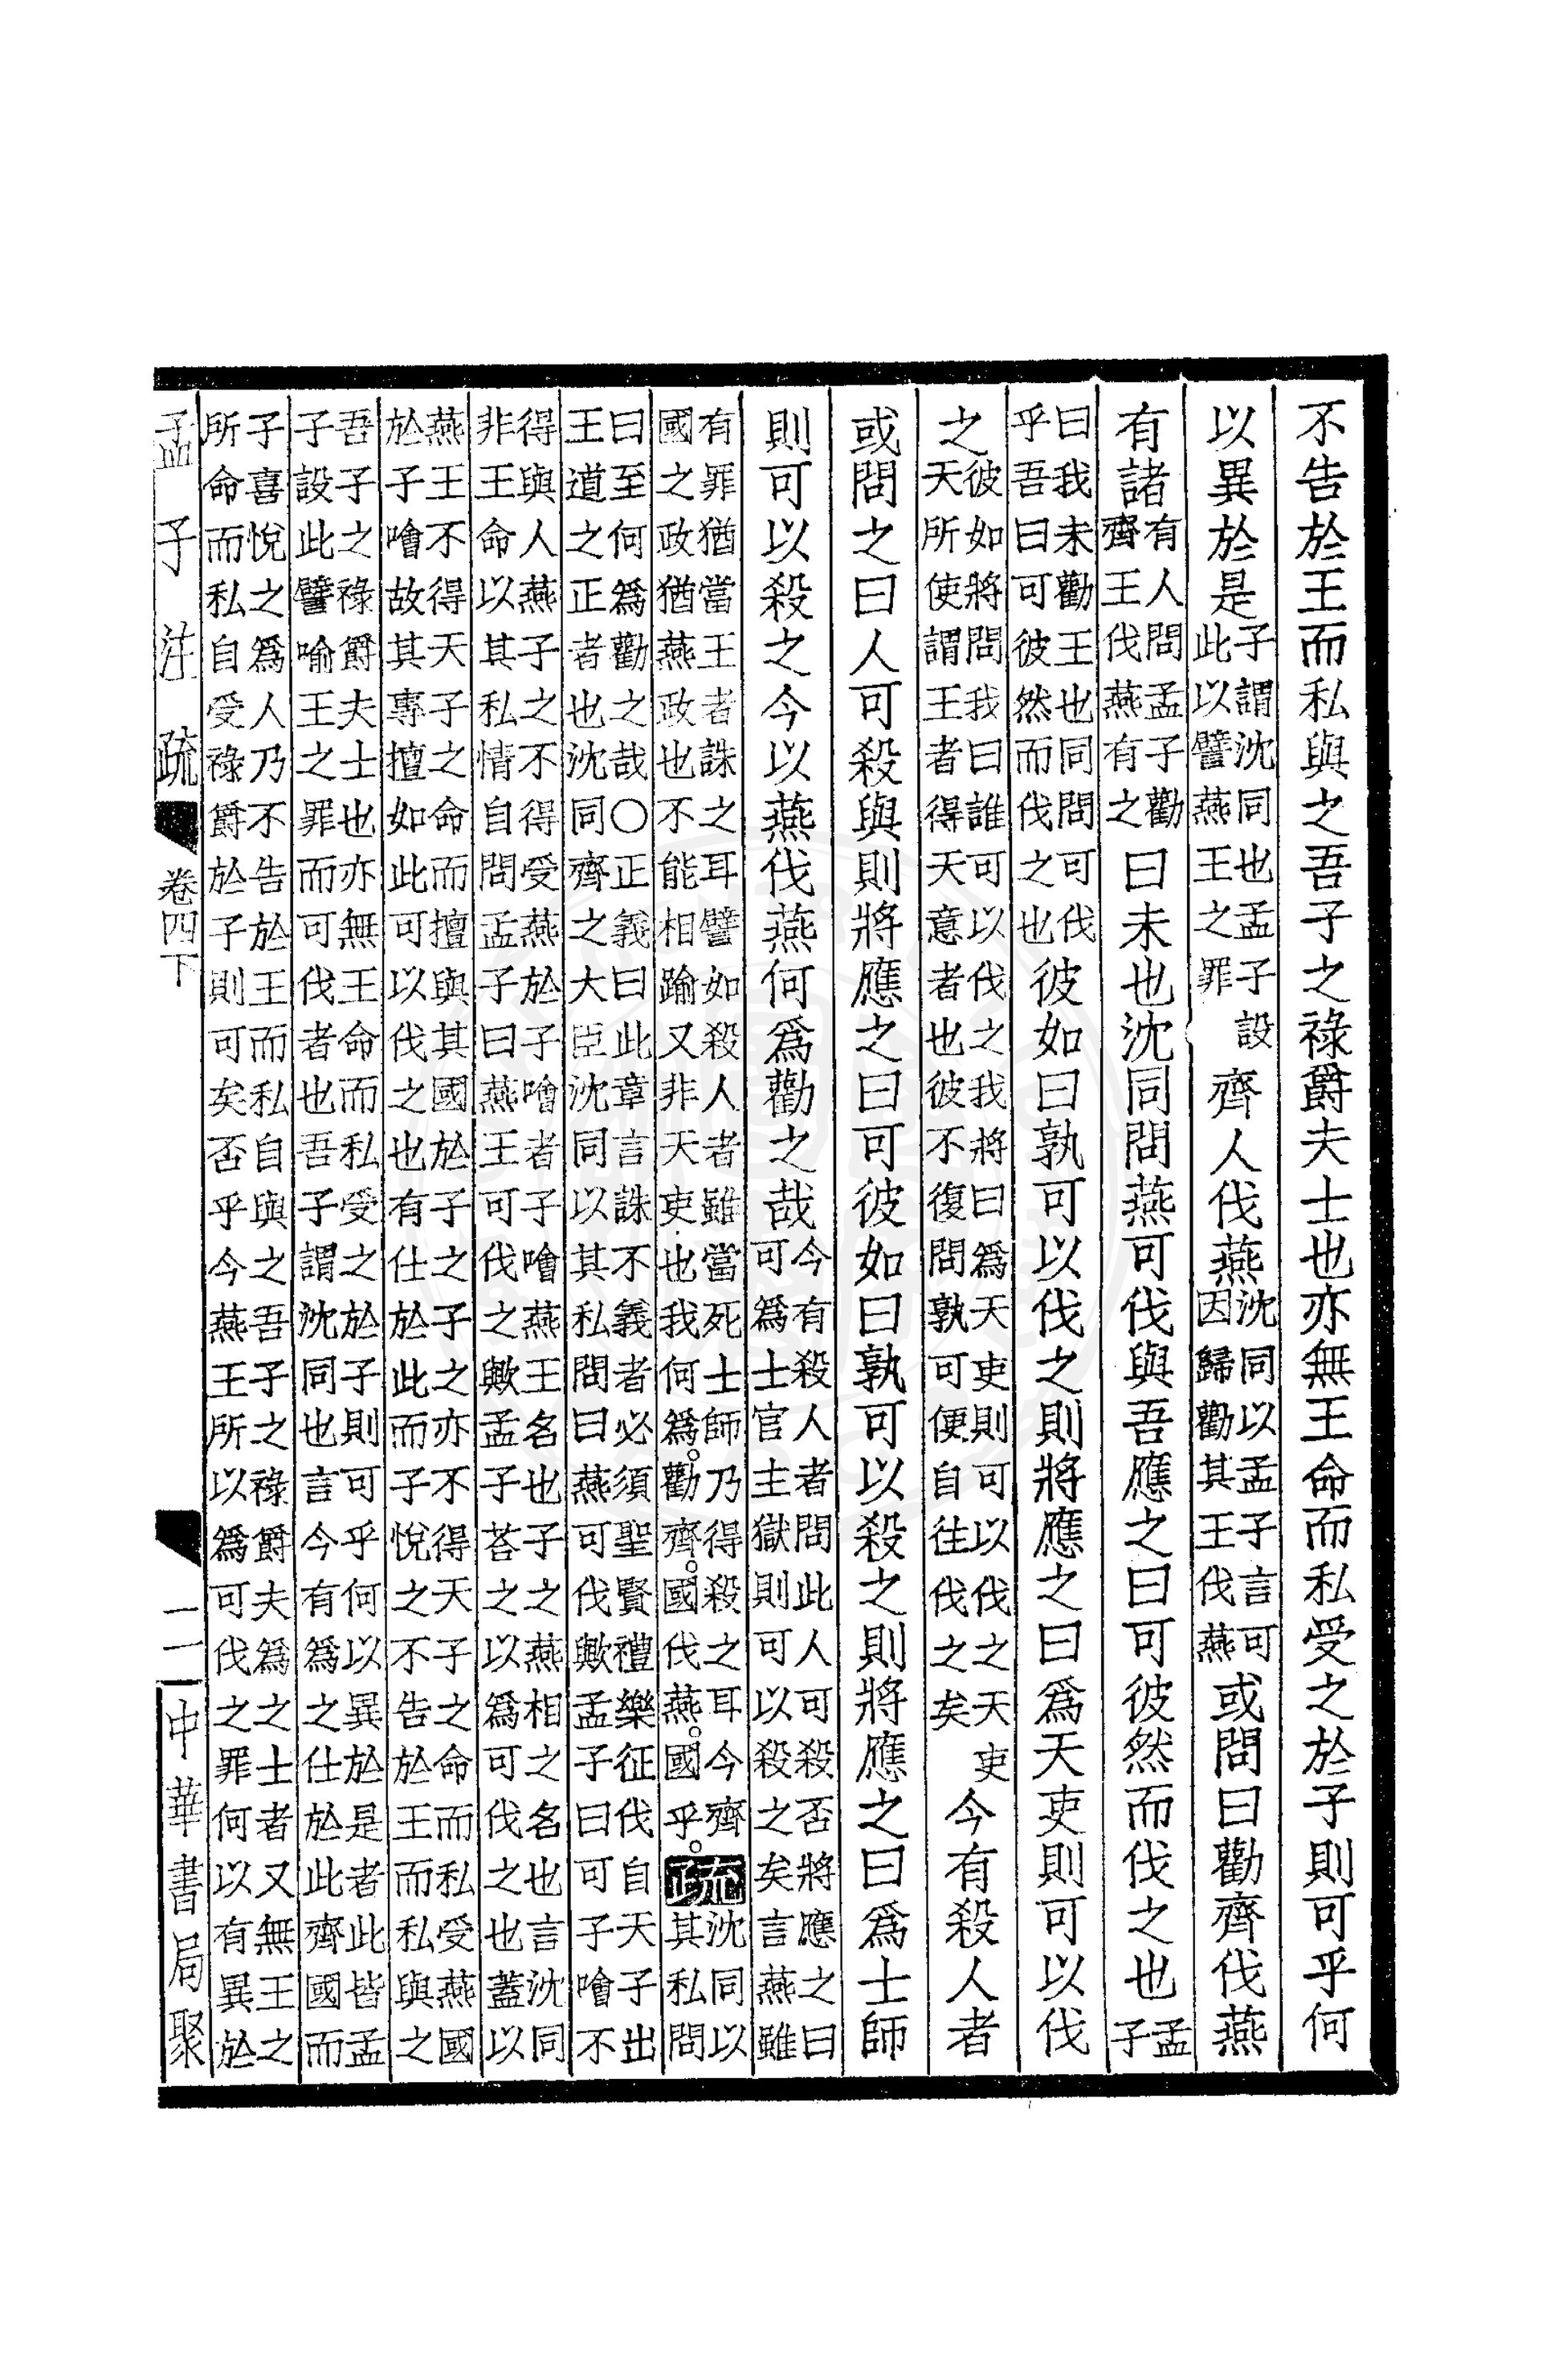 不告於王而私與之吾子之祿爵夫士也亦無王命而私受之於子則可乎何
以異於是子謂沈同也孟子設此以譬燕王之罪齊人伐燕沈同以孟子言可因歸勸其王伐燕或問曰勸齊伐燕
有諸有人問孟子勸齊王伐燕有之曰未也沈同問燕可伐與吾應之曰可彼然而伐之也孟子
曰我未勸王也同問可伐乎吾曰可彼然而伐之也彼如曰孰可以伐之則將應之曰爲天吏則可以伐
之彼如將問我曰誰可以伐之我將曰爲天吏則可以伐之天吏天所使謂王者得天意者也彼不復問孰可便自往伐之矣今有殺人者
或問之曰人可殺與則將應之曰可彼如曰孰可以殺之則將應之曰爲士師
則可以殺之今以燕伐燕何爲勸之哉今有殺人者問此人可殺否將應之曰可爲士官主獄則可以殺之矣言燕雖
有罪猶當王者誅之耳譬如殺人者雖當死士師乃得殺之耳今齊國之政猶燕政也不能相踰又非天吏也我何爲。勸齊。國伐燕。國乎。疏沈同以其私問
曰至何爲勸之哉○正義曰此章言誅不義者必須聖賢禮樂征伐自天子出
王道之正者也沈同齊之大臣沈同以其私問曰燕可伐歟孟子曰可子噲不
得與人燕子之不得受燕於子噲者子噲燕王名也子之燕相之名也言沈同
非王命以其私情自問孟子曰燕王可伐之歟孟子荅之以爲可伐之也蓋以
燕王不得天子之命而擅與其國於子之子之亦不得天子之命而私受燕國
於子噲故其專擅如此可以伐之也有仕於此而子悅之不告於王而私與之
吾子之祿爵夫士也亦無王命而私受之於子則可乎何以異於是者此皆孟
子設此譬喻王之罪而可伐者也吾子謂沈同也言今有爲之仕於此齊國而
子喜悅之爲人乃不告於王而私自與之吾子之祿爵夫爲之士者又無王之
所命而私自受祿爵於子則可矣否乎今燕王所以爲可伐之罪何以有異於
孟子注疏 卷四下 二 中華書局聚